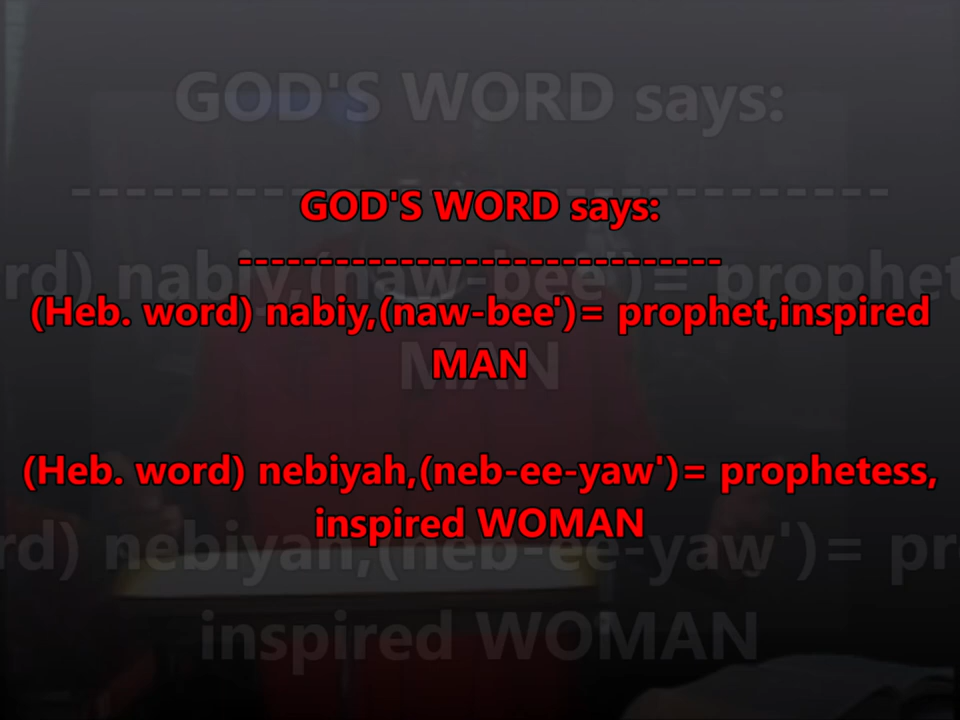 GOD'S WORD says:
------------------------------
(Heb. word) nabiy,(naw-bee')= prophet,inspired
MAN
(Heb. word) nebiyah,(neb-ee-yaw')= prophetess,
inspired WOMAN